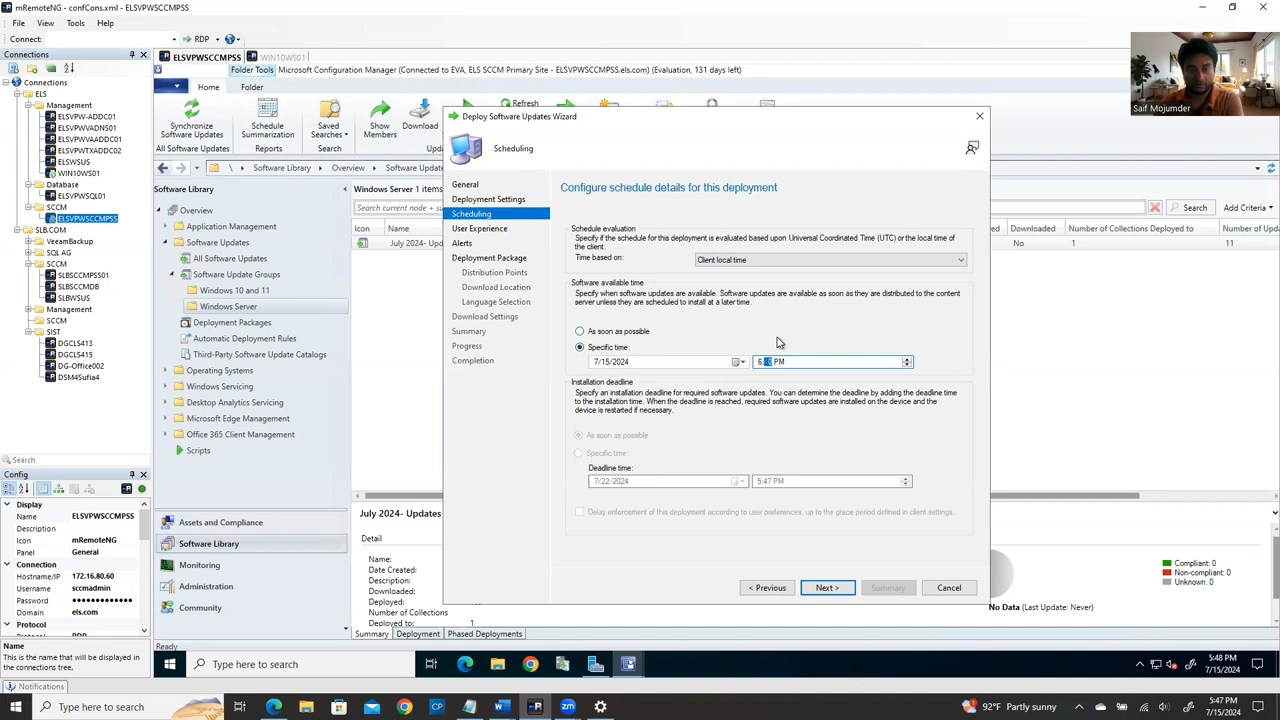 mRemoteNG - confCons.xml - ELSVPWSCCMPSS
File View Tools Help
Connect: RDP
Connections
ELSVPWSCCMPSS WIN10WS01
Folder Tools Microsoft Configuration Manager (Connected to EVA, ELS SCCM Primary Site - ELSVPWSCCMPSS.els.com) (Evaluation, 131 days left)
Home Folder
Synchronize
Software Updates
Schedule
Summarization
Saved
Searches
Show
Members
Download
Refresh
All Software Updates Reports Search
\ Software Library Overview Software Update
Connections
ELS
Management
ELSVPW-ADDC01
ELSVPWVADNS01
ELSVPWVAADDC01
ELSVPWTXADDC02
ELSWSUS
WIN10WS01
Database
ELSVPWSQL01
SCCM
ELSVPWSCCMPSS
SLB.COM
VeeamBackup
SQL AG
SCCM
SLBSCCMPSS01
SLBSCCMDB
SLBWSUS
Management
SCCM
SIST
DGCLS413
DGCLS415
DG-Office002
DSM4Sufia4
Search
Config
Display
Name ELSVPWSCCMPSS
Description
Icon mRemoteNG
Panel General
Connection
Hostname/IP 172.16.80.60
Username sccmadmin
Password
Domain els.com
Protocol
Protocol RDP
Name
This is the name that will be displayed in the connections tree.
Notifications
Software Library
Overview
Application Management
Software Updates
All Software Updates
Software Update Groups
Windows 10 and 11
Windows Server
Deployment Packages
Automatic Deployment Rules
Third-Party Software Update Catalogs
Operating Systems
Windows Servicing
Desktop Analytics Servicing
Microsoft Edge Management
Office 365 Client Management
Scripts
Assets and Compliance
Software Library
Monitoring
Administration
Community
Ready
Windows Server 1 items
Search current node
Search Add Criteria
Icon Name
July 2024- Upd
Number of Collections Deployed to Number of Updat
No 1 11
Deploy Software Updates Wizard
Scheduling
General
Deployment Settings
Scheduling
User Experience
Alerts
Deployment Package
Distribution Points
Download Location
Language Selection
Download Settings
Summary
Progress
Completion
Configure schedule details for this deployment
Schedule evaluation
Specify if the schedule for this deployment is evaluated based upon Universal Coordinated Time (UTC) or the local time of
the client.
Time based on: Client local time
Software available time
Specify when software updates are available. Software updates are available as soon as they are distributed to the content
server unless they are scheduled to install at a later time.
As soon as possible
Specific time:
7/15/2024 PM
Installation deadline
Specify an installation deadline for required software updates. You can determine the deadline by adding the deadline time
to the installation time. When the deadline is reached, required software updates are installed on the device and the
device is restarted if necessary.
As soon as possible
Specific time:
Deadline time:
7/22/2024 5:47 PM
Delay enforcement of this deployment according to user preferences, up to the grace period defined in client settings.
< Previous Next > Summary Cancel
July 2024- Updates
Detail
Name:
Date Created:
Description:
Downloaded:
Deployed:
Number of Collections
Deployed to: 1
Compliant: 0
Non-compliant: 0
Unknown: 0
No Data (Last Update: Never)
Summary Deployment Phased Deployments
Type here to search
5:48 PM
7/15/2024
Type here to search
92°F Partly sunny
5:47 PM
7/15/2024
Saif Mojumder